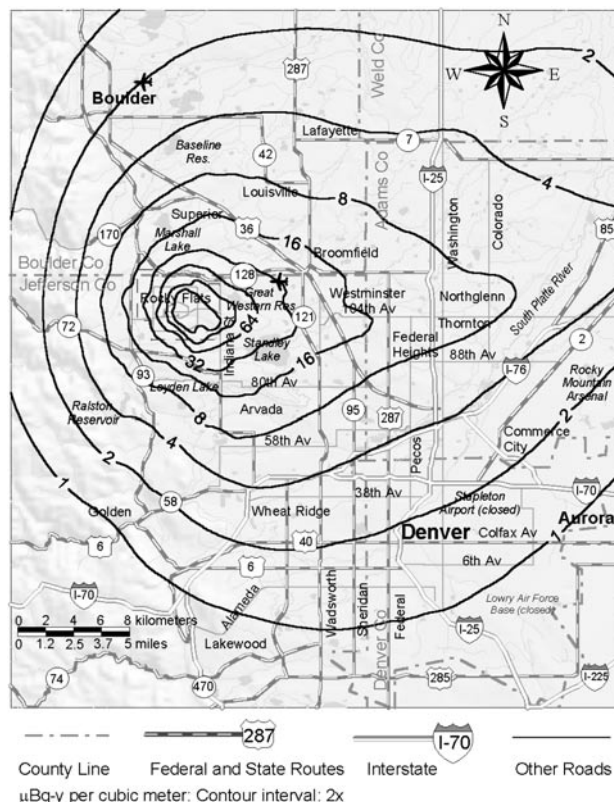 N
W E
S
287
2
Boulder
Weld Co
Lafayette
7
4
Baseline
Res.
42
I-25
Louisville
8
Adams Co
Washington
Colorado
85
170
Superior
36
Marshall
Lake
16
Broomfield
Boulder Co
Jefferson Co
128
Rocky Flats
Great
Western Res.
Westminster
104th Av
Northglenn
South Platte River
72
Indiana St
64
121
Thornton
2
Standley
Lake
Federal
Heights
88th Av
32
16
I-76
93
Leyden Lake
80th Av
Rocky
Mountain
Arsenal
Ralston
Reservoir
8
Arvada
95
287
2
4
58th Av
Pecos
Commerce
City
2
1
38th Av
Stapleton
Airport (closed)
I-70
58
Golden
Wheat Ridge
Aurora
40
Denver
Colfax Av
1
6
6
6th Av
I-70
Alameda
Wadsworth
Sheridan
Federal
Lowry Air Force
Base (closed)
0 2 4 6 8 kilometers
0 1.2 2.5 3.7 5 miles
I-25
Lakewood
Denver Co
74
470
285
I-225
287
I-70
County Line Federal and State Routes Interstate Other Roads
μBq-y per cubic meter; Contour interval: 2x